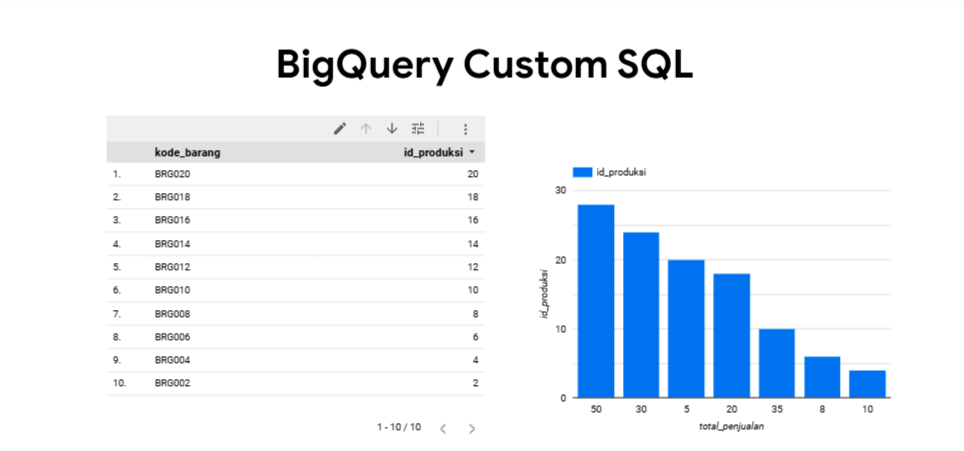 BigQuery Custom SQL
kode_barang id_produksi
1. BRG020 20
2. BRG018 18
3. BRG016 16
4. BRG014 14
5. BRG012 12
6. BRG010 10
7. BRG008 8
8. BRG006 6
9. BRG004 4
10. BRG002 2
1 - 10 / 10
id_produksi
30
20
10
0
id_produksi
50 30 5 20 35 8 10
total_penjualan